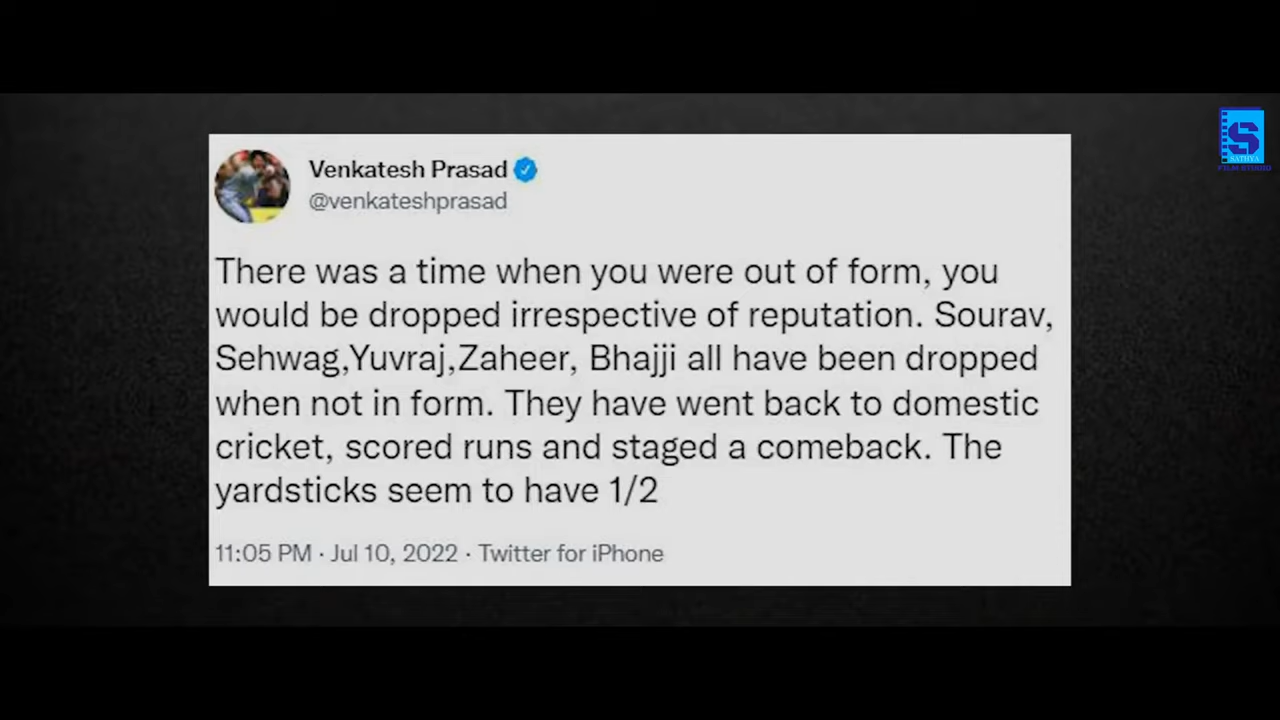 Venkatesh Prasad
@venkateshprasad
There was a time when you were out of form, you
would be dropped irrespective of reputation. Sourav,
Sehwag,Yuvraj,Zaheer, Bhajji all have been dropped
when not in form. They have went back to domestic
cricket, scored runs and staged a comeback. The
yardsticks seem to have 1/2
11:05 PM · Jul 10, 2022 · Twitter for iPhone
S
SATHYA
FILM STUDIO